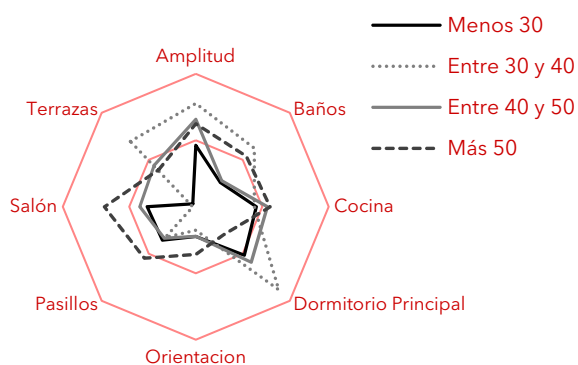 Menos 30
Entre 30 y 40
Entre 40 y 50
Más 50
Amplitud
Baños
Cocina
Dormitorio Principal
Orientacion
Pasillos
Salón
Terrazas